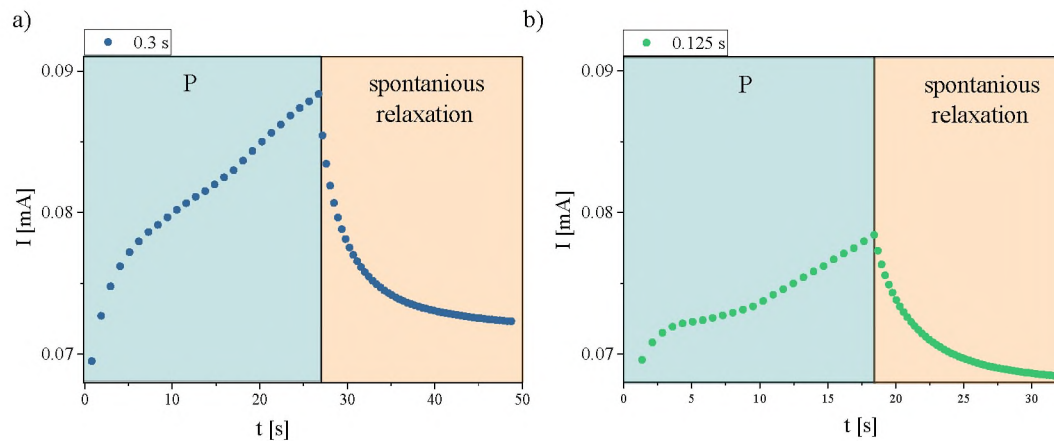 a)
0.3 s
P
spontanious
relaxation
0.09
0.08
0.07
I [mA]
0 10 20 30 40 50
t [s]
b)
0.125 s
P
spontanious
relaxation
0.09
0.08
0.07
I [mA]
0 5 10 15 20 25 30
t [s]